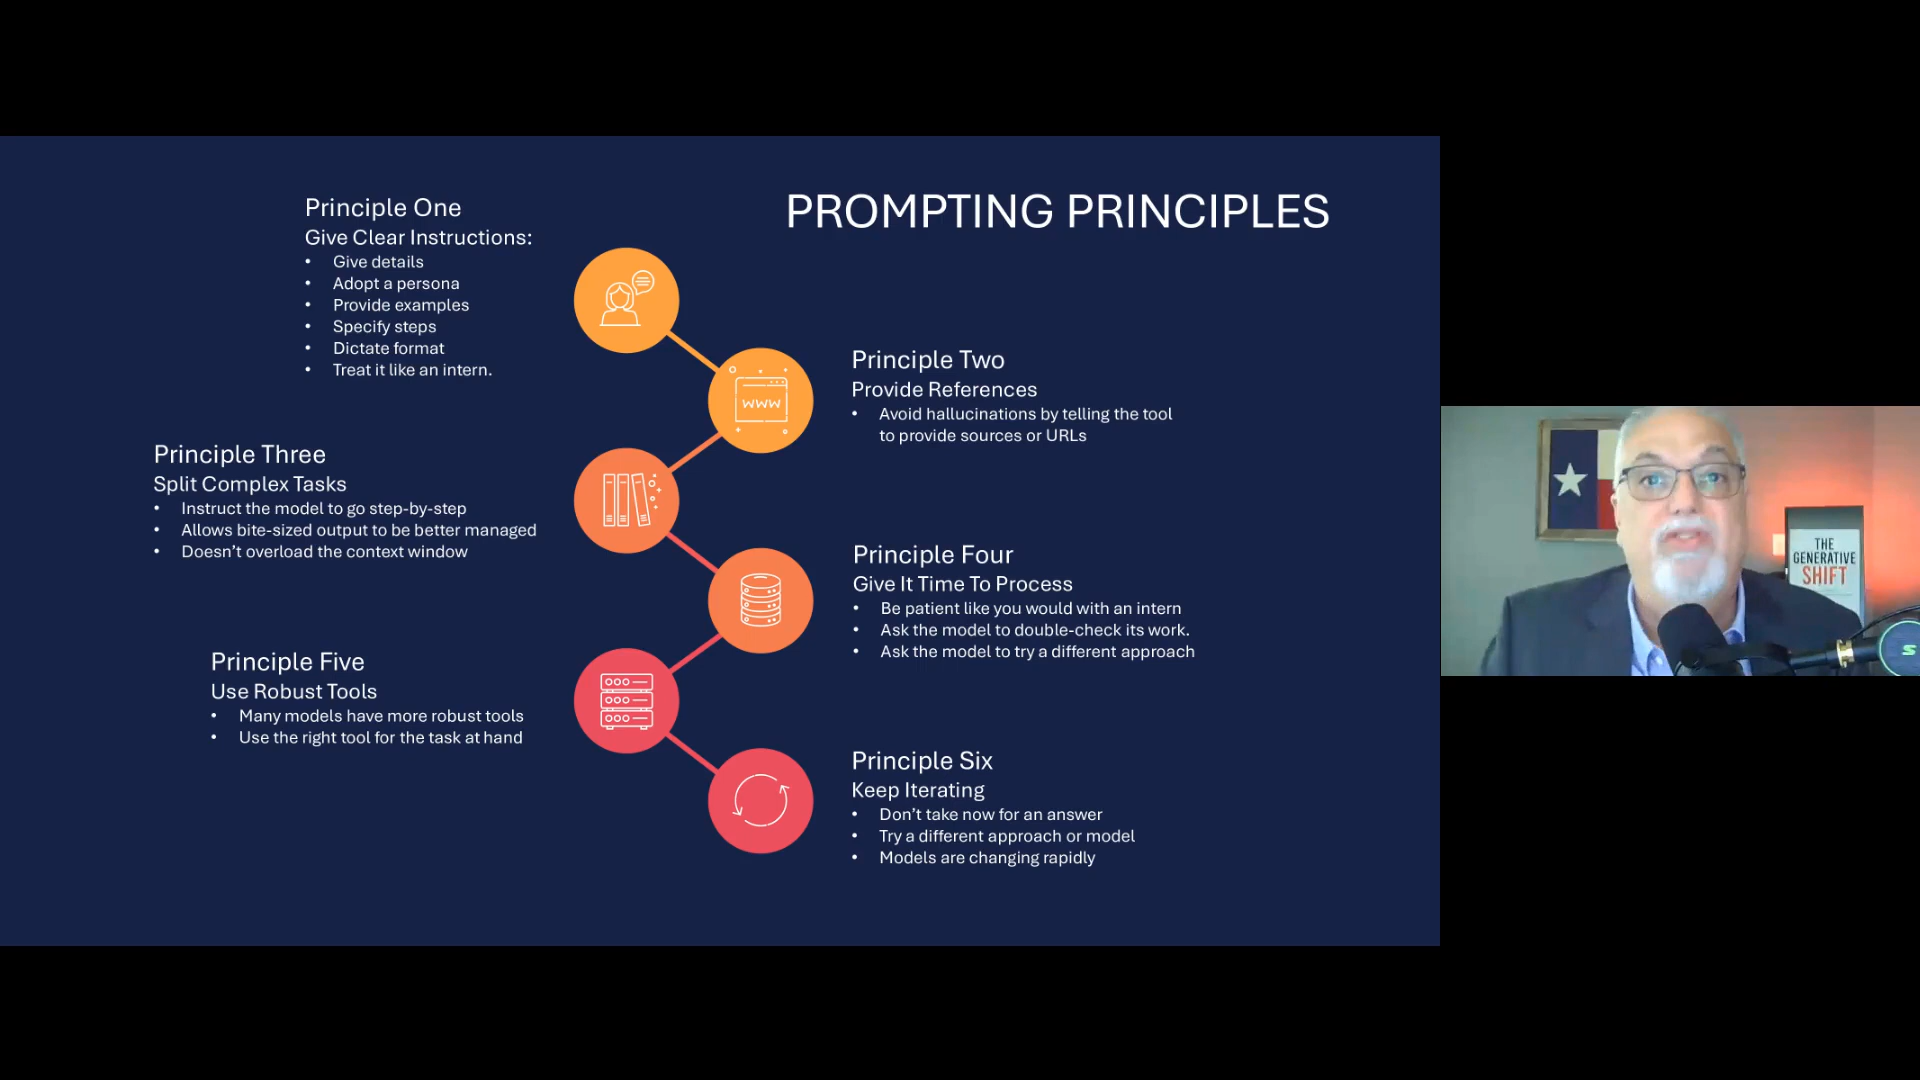 PROMPTING PRINCIPLES
Principle One
Give Clear Instructions:
• Give details
• Adopt a persona
• Provide examples
• Specify steps
• Dictate format
• Treat it like an intern.
Principle Two
Provide References
• Avoid hallucinations by telling the tool
to provide sources or URLs
Principle Three
Split Complex Tasks
• Instruct the model to go step-by-step
• Allows bite-sized output to be better managed
• Doesn’t overload the context window
Principle Four
Give It Time To Process
• Be patient like you would with an intern
• Ask the model to double-check its work.
• Ask the model to try a different approach
Principle Five
Use Robust Tools
• Many models have more robust tools
• Use the right tool for the task at hand
Principle Six
Keep Iterating
• Don’t take now for an answer
• Try a different approach or model
• Models are changing rapidly
www
THE
GENERATIVE
SHIFT
S